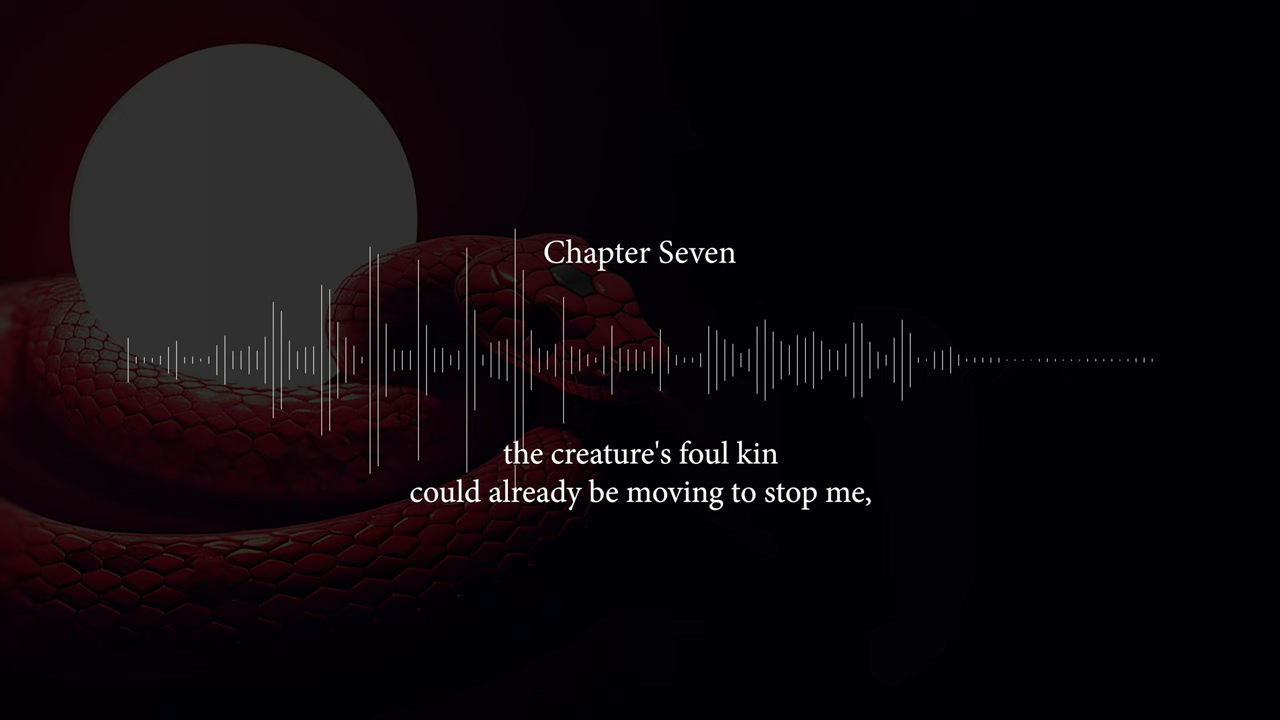 Chapter Seven
the creature's foul kin
could already be moving to stop me,